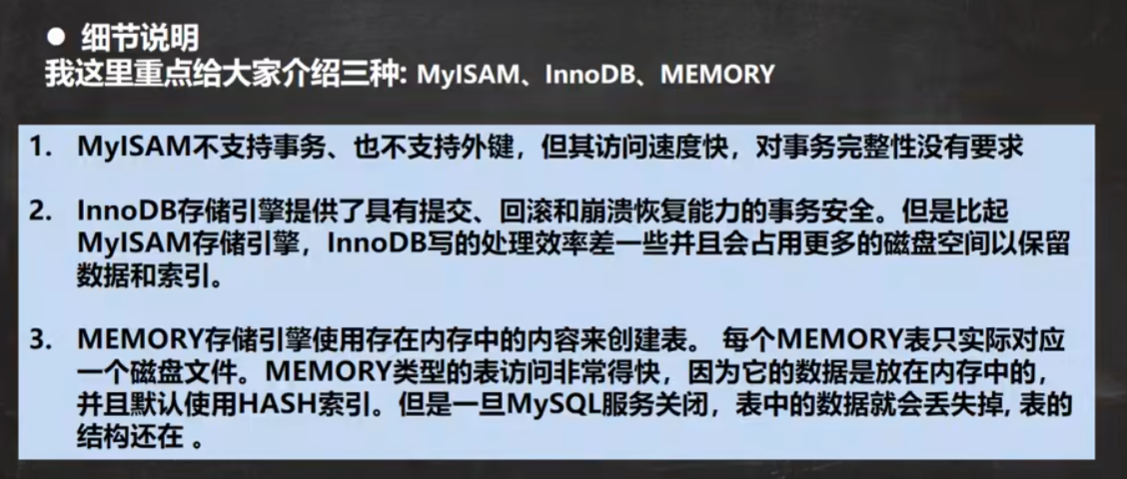 ● 细节说明
我这里重点给大家介绍三种: MyISAM、InnoDB、MEMORY
1. MyISAM不支持事务、也不支持外键，但其访问速度快，对事务完整性没有要求
2. InnoDB存储引擎提供了具有提交、回滚和崩溃恢复能力的事务安全。但是比起
MyISAM存储引擎，InnoDB写的处理效率差一些并且会占用更多的磁盘空间以保留
数据和索引。
3. MEMORY存储引擎使用存在内存中的内容来创建表。 每个MEMORY表只实际对应
一个磁盘文件。MEMORY类型的表访问非常得快，因为它的数据是放在内存中的，
并且默认使用HASH索引。但是一旦MySQL服务关闭，表中的数据就会丢失掉, 表的
结构还在 。